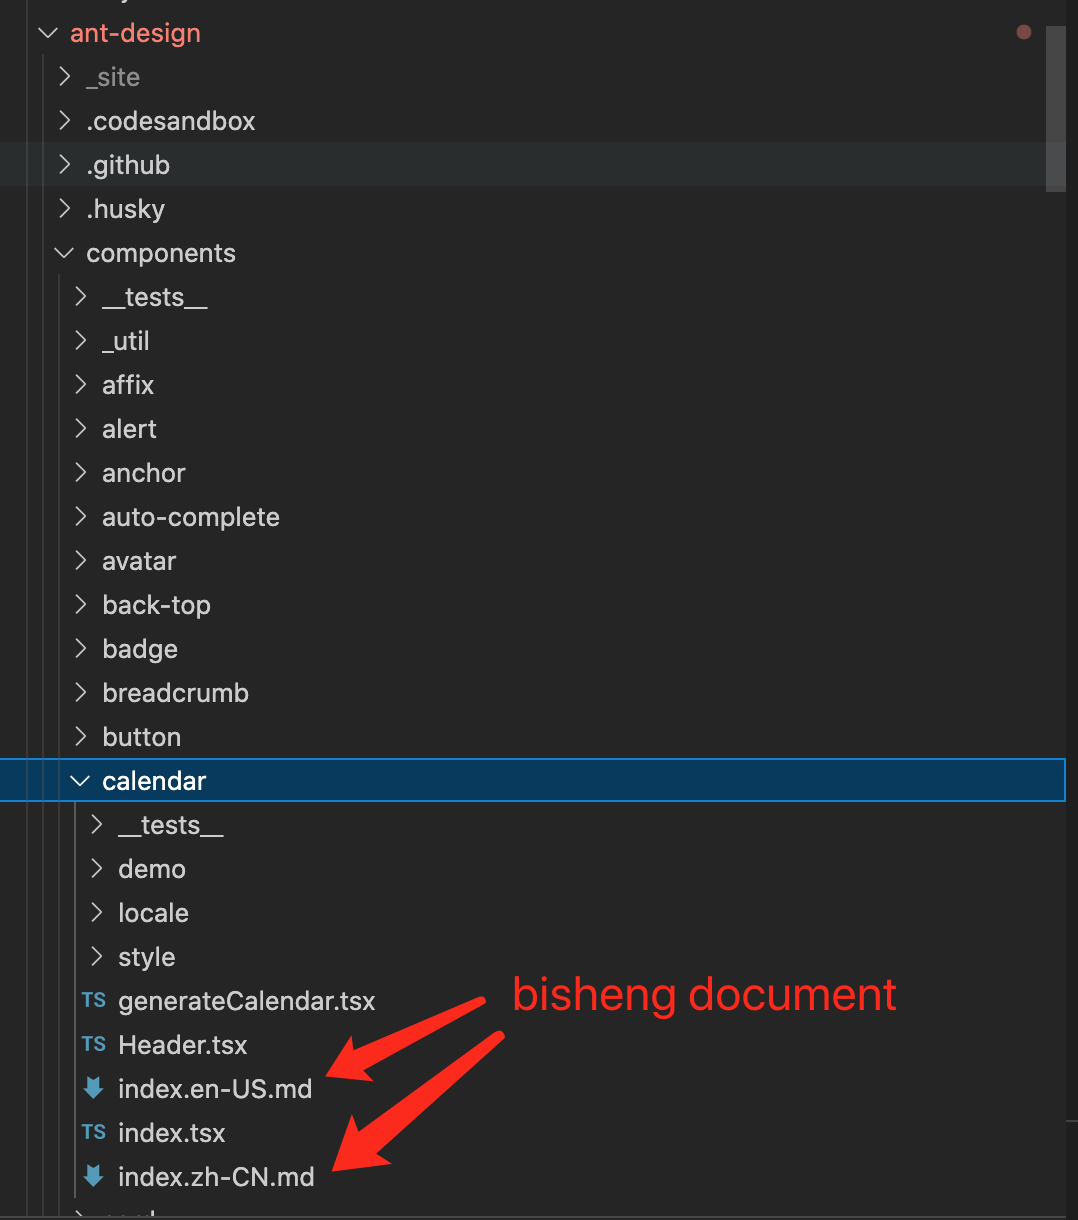 ant-design
_site
.codesandbox
.github
.husky
components
__tests__
_util
affix
alert
anchor
auto-complete
avatar
back-top
badge
breadcrumb
button
calendar
__tests__
demo
locale
style
TS generateCalendar.tsx
bisheng document
TS Header.tsx
index.en-US.md
TS index.tsx
index.zh-CN.md